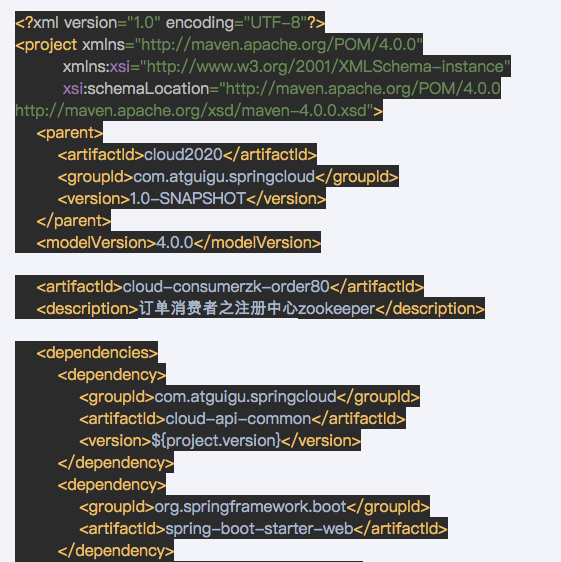 <?xml version="1.0" encoding="UTF-8"?>
<project xmlns="http://maven.apache.org/POM/4.0.0"
xmlns:xsi="http://www.w3.org/2001/XMLSchema-instance"
xsi:schemaLocation="http://maven.apache.org/POM/4.0.0
http://maven.apache.org/xsd/maven-4.0.0.xsd">
<parent>
<artifactId>cloud2020</artifactId>
<groupId>com.atguigu.springcloud</groupId>
<version>1.0-SNAPSHOT</version>
</parent>
<modelVersion>4.0.0</modelVersion>
<artifactId>cloud-consumerzk-order80</artifactId>
<description>订单消费者之注册中心zookeeper</description>
<dependencies>
<dependency>
<groupId>com.atguigu.springcloud</groupId>
<artifactId>cloud-api-common</artifactId>
<version>${project.version}</version>
</dependency>
<dependency>
<groupId>org.springframework.boot</groupId>
<artifactId>spring-boot-starter-web</artifactId>
</dependency>